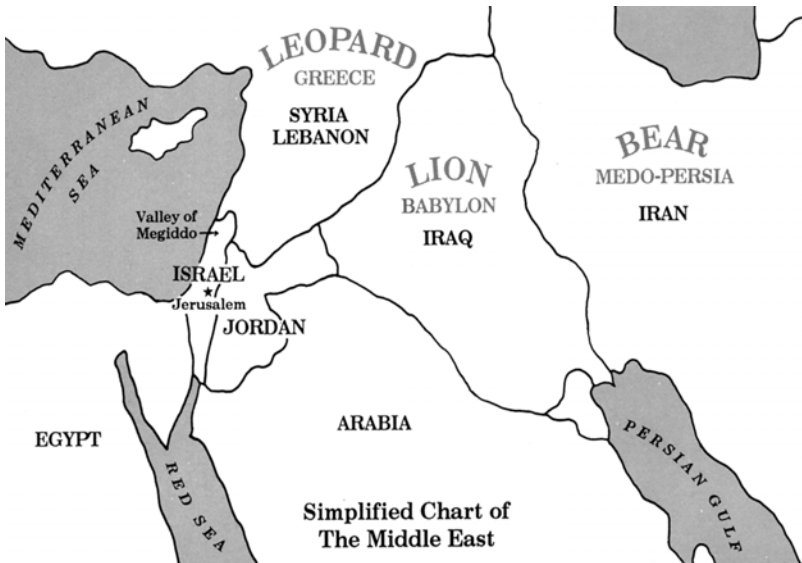 LEOPARD
GREECE
SYRIA
LEBANON
MEDITERRANEAN
SEA
LION
BABYLON
IRAQ
BEAR
MEDO-PERSIA
IRAN
Valley of
Megiddo
ISRAEL
Jerusalem
JORDAN
EGYPT
ARABIA
RED SEA
PERSIAN GULF
Simplified Chart of
The Middle East